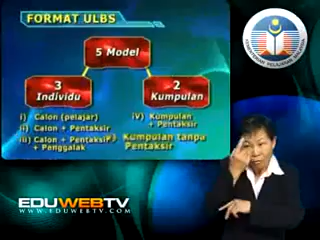 FORMAT ULBS
5 Model
3
Individu
2
Kumpulan
i) Calon (pelajar)
ii) Calon + Pentaksir
iii) Calon + Pentaksir
+ Penggalak
iv) Kumpulan
+ Pentaksir
Kumpulan tanpa
Pentaksir
EDUWEBTV
WWW.EDUWEBTV.COM